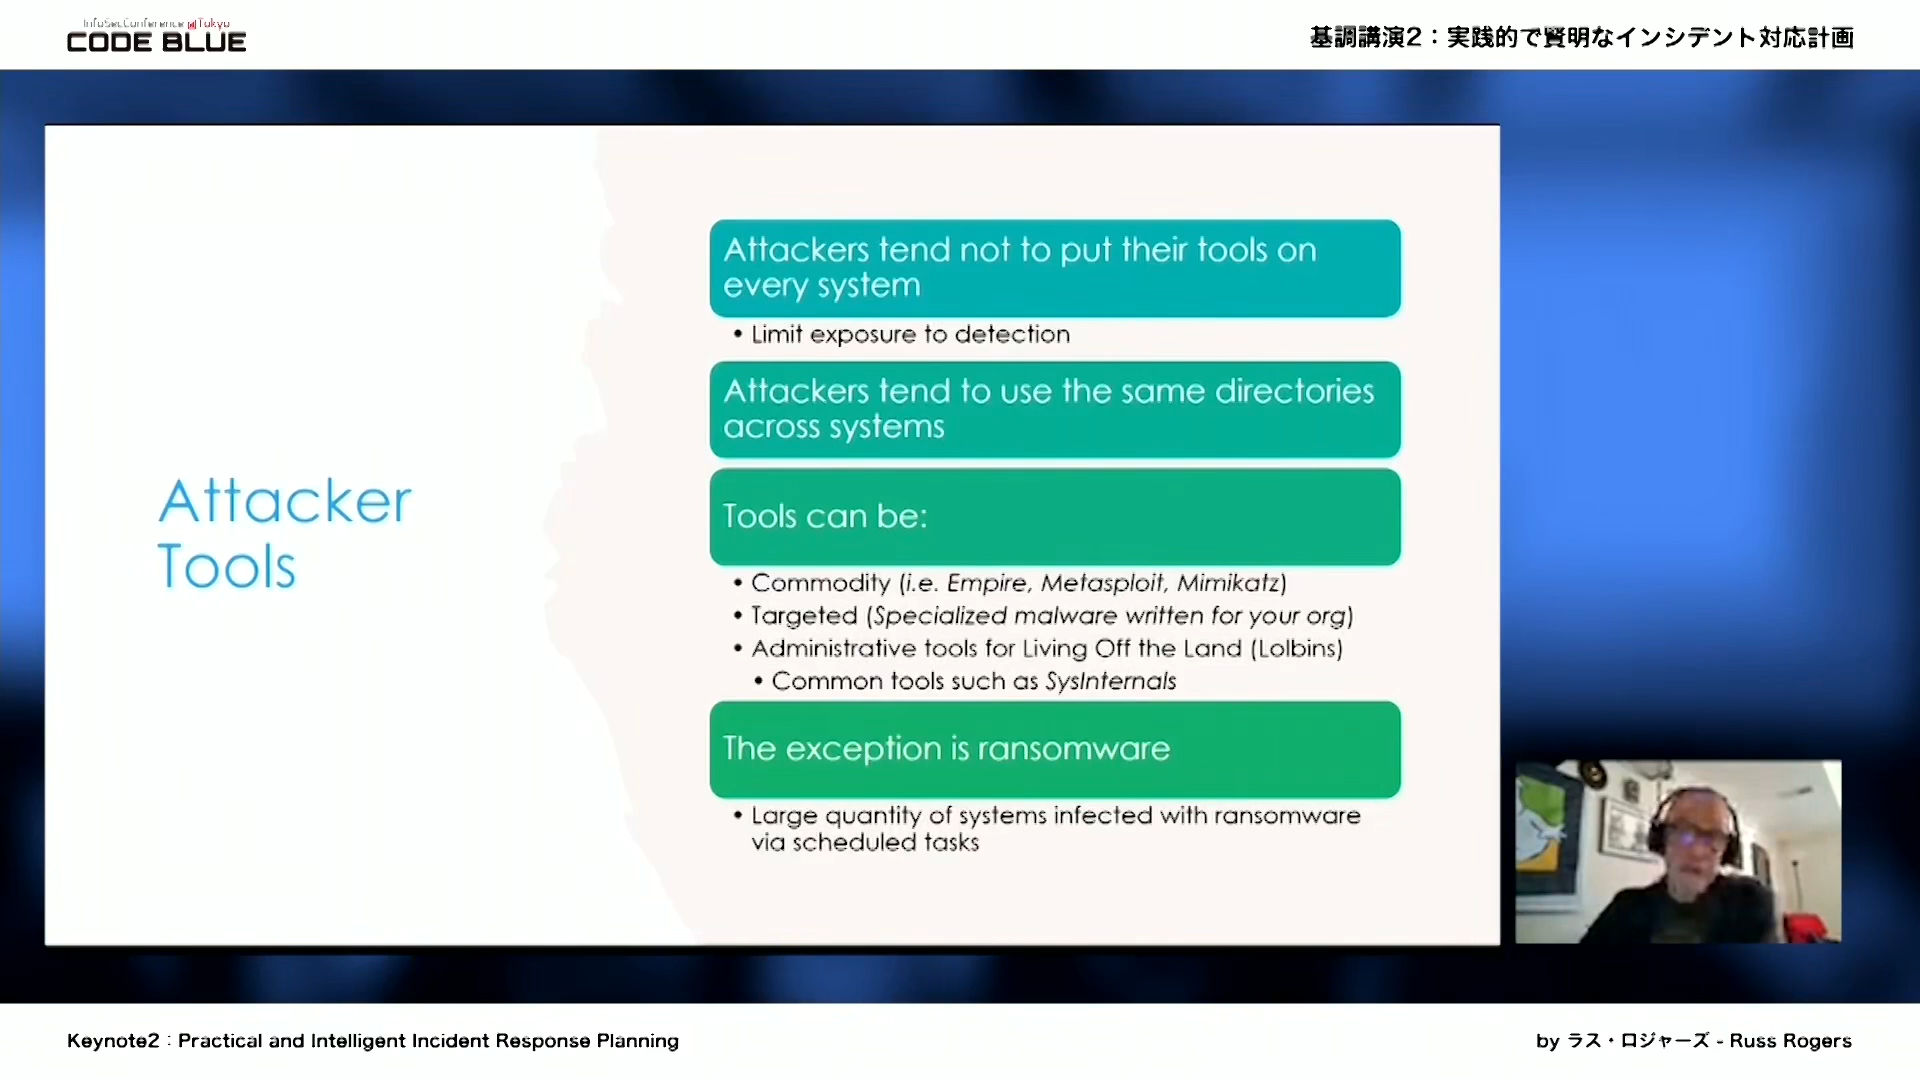 InfoSecConference@Tokyo
CODE BLUE
基調講演2：実践的で賢明なインシデント対応計画
Attacker
Tools
Attackers tend not to put their tools on
every system
• Limit exposure to detection
Attackers tend to use the same directories
across systems
Tools can be:
• Commodity (i.e. Empire, Metasploit, Mimikatz)
• Targeted (Specialized malware written for your org)
• Administrative tools for Living Off the Land (Lolbins)
• Common tools such as SysInternals
The exception is ransomware
• Large quantity of systems infected with ransomware
via scheduled tasks
Keynote2 : Practical and Intelligent Incident Response Planning
by ラス・ロジャーズ - Russ Rogers